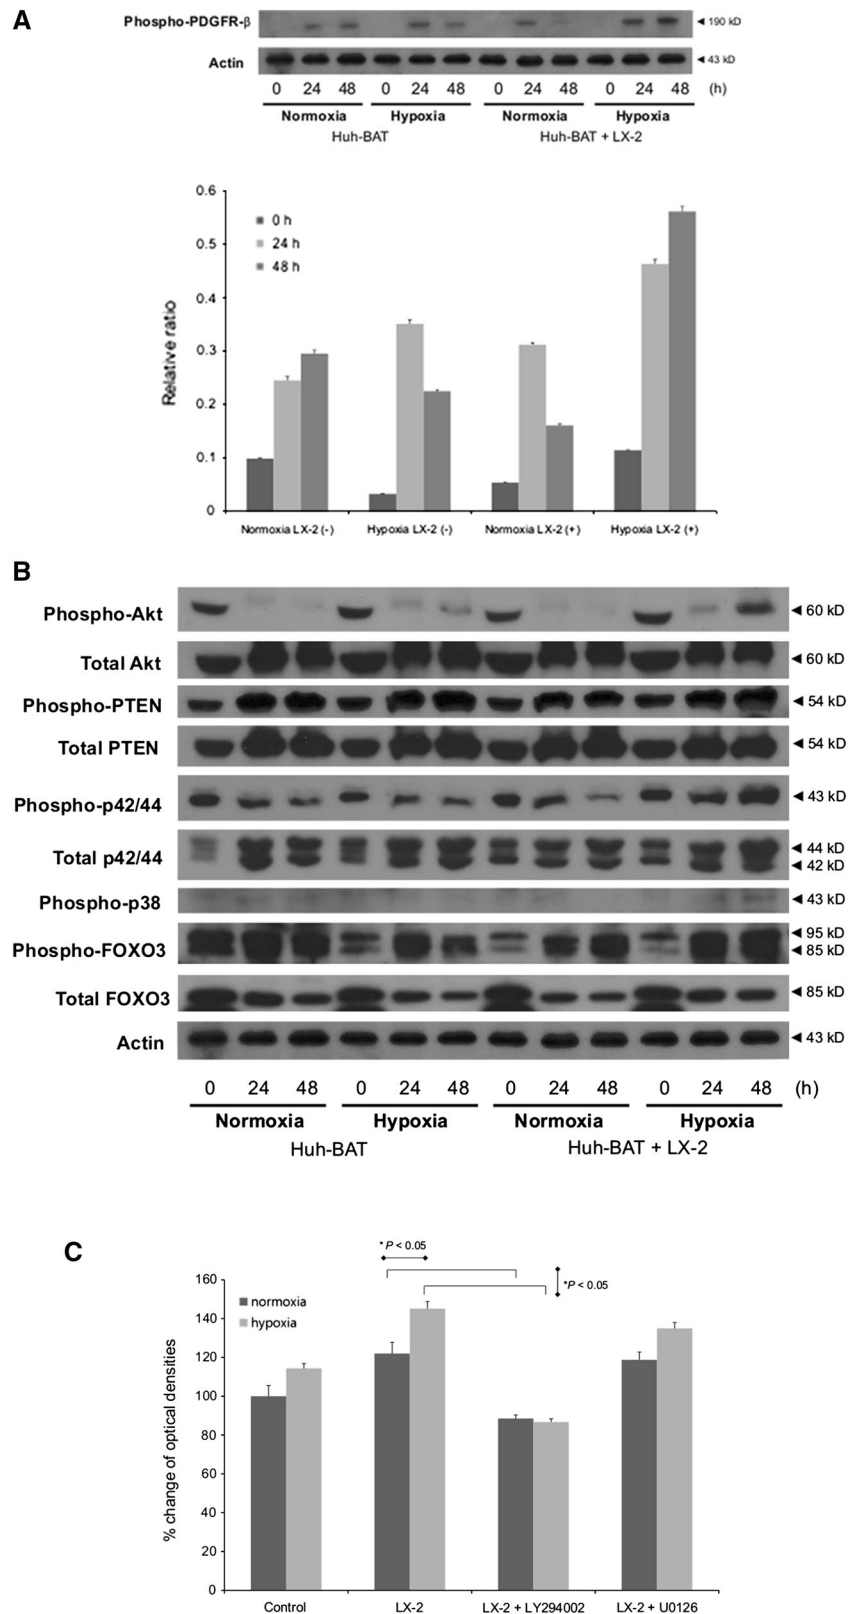 A
Phospho-PDGFR-β
◄ 190 kD
Actin
◄ 43 kD
0 24 48 0 24 48 0 24 48 0 24 48 (h)
Normoxia Hypoxia Normoxia Hypoxia
Huh-BAT Huh-BAT + LX-2
0.6
0.5
0.4
0.3
0.2
0.1
0
Relative ratio
0 h
24 h
48 h
Normoxia LX-2 (-) Hypoxia LX-2 (-) Normoxia LX-2 (+) Hypoxia LX-2 (+)
B
Phospho-Akt ◄ 60 kD
Total Akt ◄ 60 kD
Phospho-PTEN ◄ 54 kD
Total PTEN ◄ 54 kD
Phospho-p42/44 ◄ 43 kD
Total p42/44 ◄ 44 kD
◄ 42 kD
Phospho-p38 ◄ 43 kD
Phospho-FOXO3 ◄ 95 kD
◄ 85 kD
Total FOXO3 ◄ 85 kD
Actin ◄ 43 kD
0 24 48 0 24 48 0 24 48 0 24 48 (h)
Normoxia Hypoxia Normoxia Hypoxia
Huh-BAT Huh-BAT + LX-2
C
* P < 0.05
*P < 0.05
160
140
120
100
80
60
40
20
0
% change of optical densities
normoxia
hypoxia
Control LX-2 LX-2 + LY294002 LX-2 + U0126